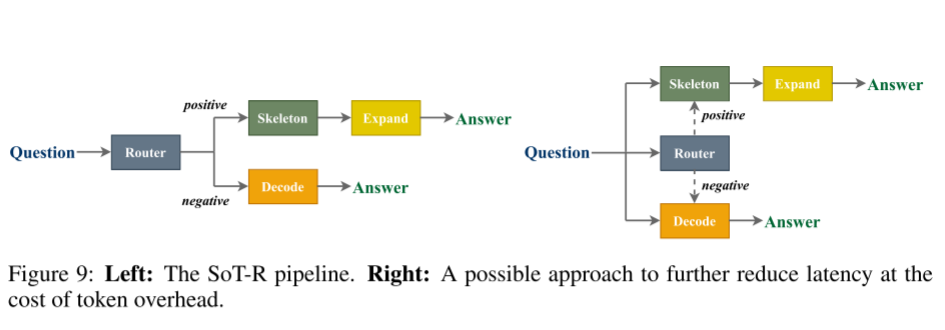 positive
Skeleton
Expand
Answer
Question
Router
Decode
Answer
negative
Skeleton
Expand
Answer
positive
Question
Router
negative
Decode
Answer
Figure 9: Left: The SoT-R pipeline. Right: A possible approach to further reduce latency at the
cost of token overhead.